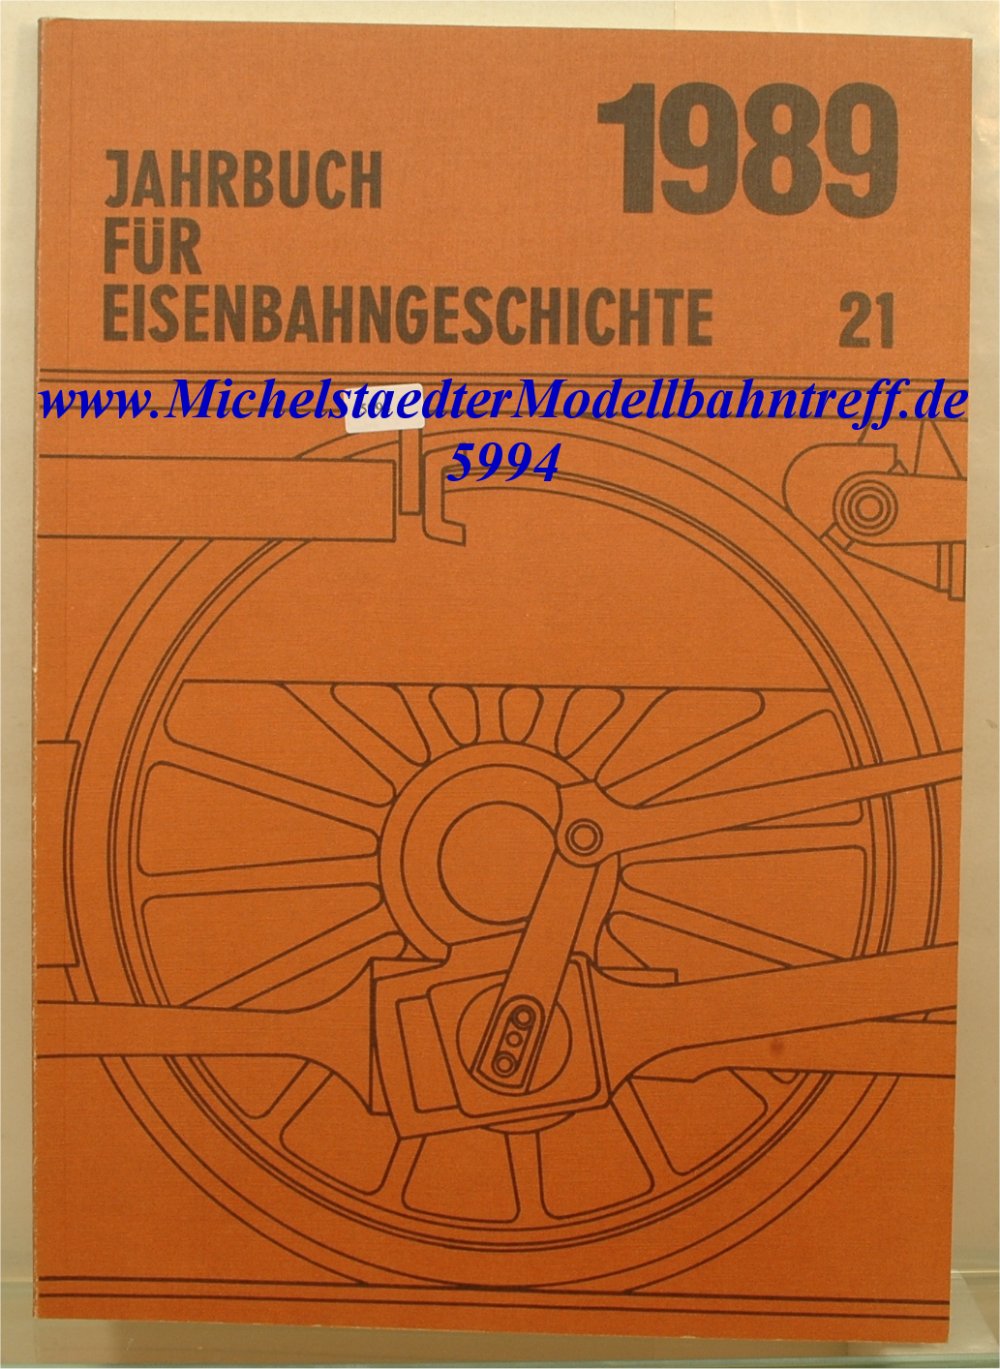 1989
JAHRBUCH
FÜR
EISENBAHNGESCHICHTE 21
www.MichelstaedterModellbahntreff.de
5994